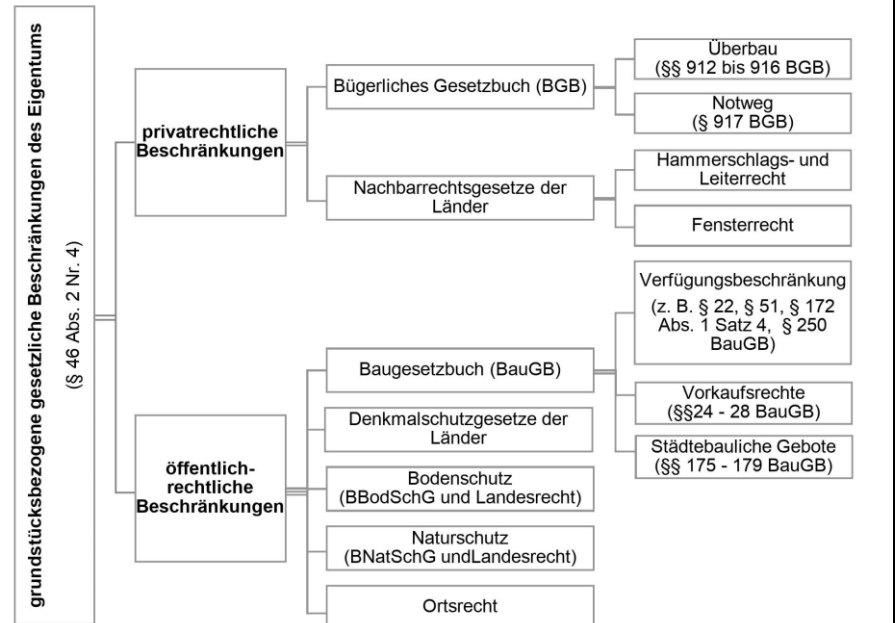 grundstücksbezogene gesetzliche Beschränkungen des Eigentums
(§ 46 Abs. 2 Nr. 4)
privatrechtliche
Beschränkungen
Bügerliches Gesetzbuch (BGB)
Überbau
(§§ 912 bis 916 BGB)
Notweg
(§ 917 BGB)
Nachbarrechtsgesetze der
Länder
Hammerschlags- und
Leiterrecht
Fensterrecht
öffentlich-
rechtliche
Beschränkungen
Baugesetzbuch (BauGB)
Verfügungsbeschränkung
(z. B. § 22, § 51, § 172
Abs. 1 Satz 4, § 250
BauGB)
Vorkaufsrechte
(§§24 - 28 BauGB)
Städtebauliche Gebote
(§§ 175 - 179 BauGB)
Denkmalschutzgesetze der
Länder
Bodenschutz
(BBodSchG und Landesrecht)
Naturschutz
(BNatSchG undLandesrecht)
Ortsrecht